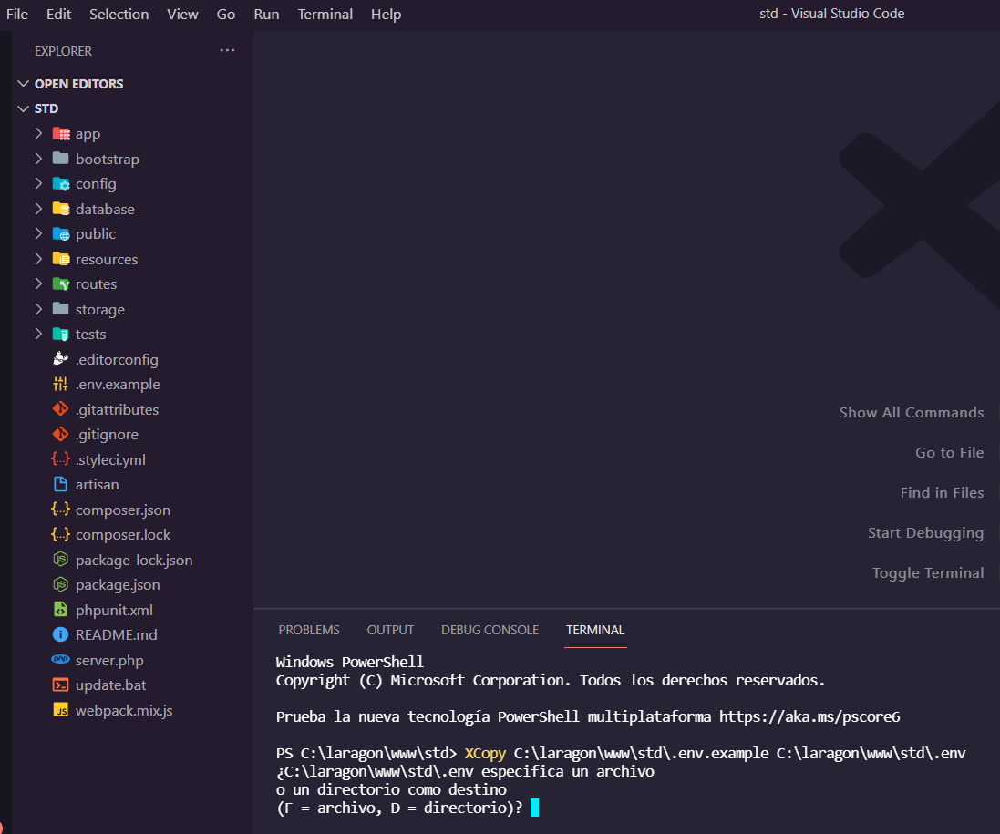 File Edit Selection View Go Run Terminal Help std - Visual Studio Code
EXPLORER ···
OPEN EDITORS
STD
app
bootstrap
config
database
public
resources
routes
storage
tests
.editorconfig
.env.example
.gitattributes
.gitignore
.styleci.yml
artisan
composer.json
composer.lock
package-lock.json
package.json
phpunit.xml
README.md
server.php
update.bat
webpack.mix.js
Show All Commands
Go to File
Find in Files
Start Debugging
Toggle Terminal
PROBLEMS OUTPUT DEBUG CONSOLE TERMINAL
Windows PowerShell
Copyright (C) Microsoft Corporation. Todos los derechos reservados.
Prueba la nueva tecnología PowerShell multiplataforma https://aka.ms/pscore6
PS C:\laragon\www\std> XCopy C:\laragon\www\std\.env.example C:\laragon\www\std\.env
¿C:\laragon\www\std\.env especifica un archivo
o un directorio como destino
(F = archivo, D = directorio)?